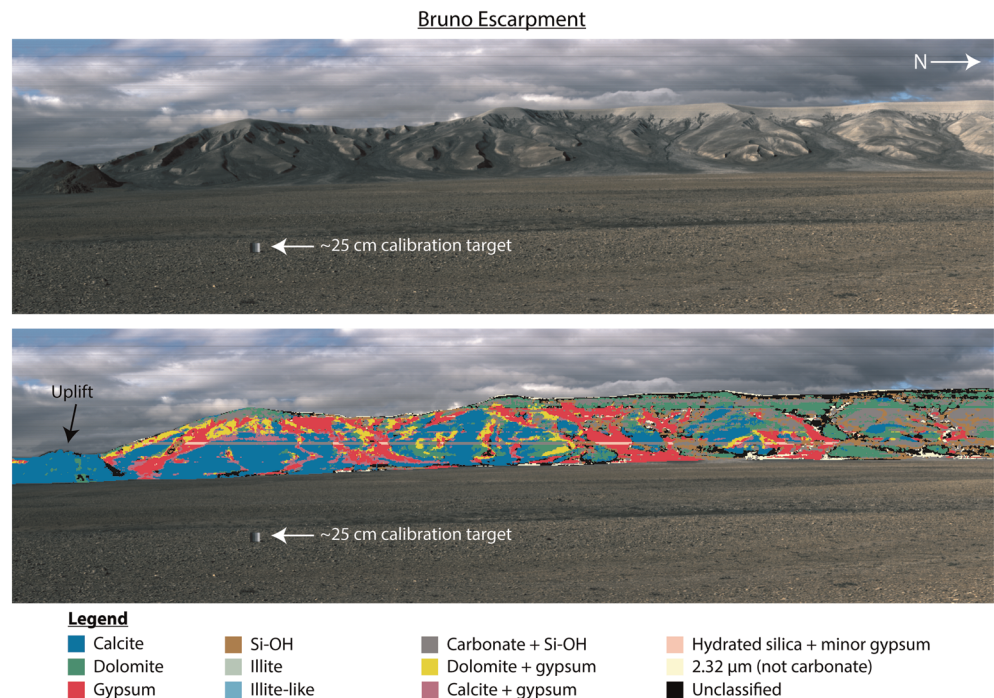 Bruno Escarpment
N
~25 cm calibration target
Uplift
~25 cm calibration target
Legend
Calcite
Dolomite
Gypsum
Si-OH
Illite
Illite-like
Carbonate + Si-OH
Dolomite + gypsum
Calcite + gypsum
Hydrated silica + minor gypsum
2.32 µm (not carbonate)
Unclassified